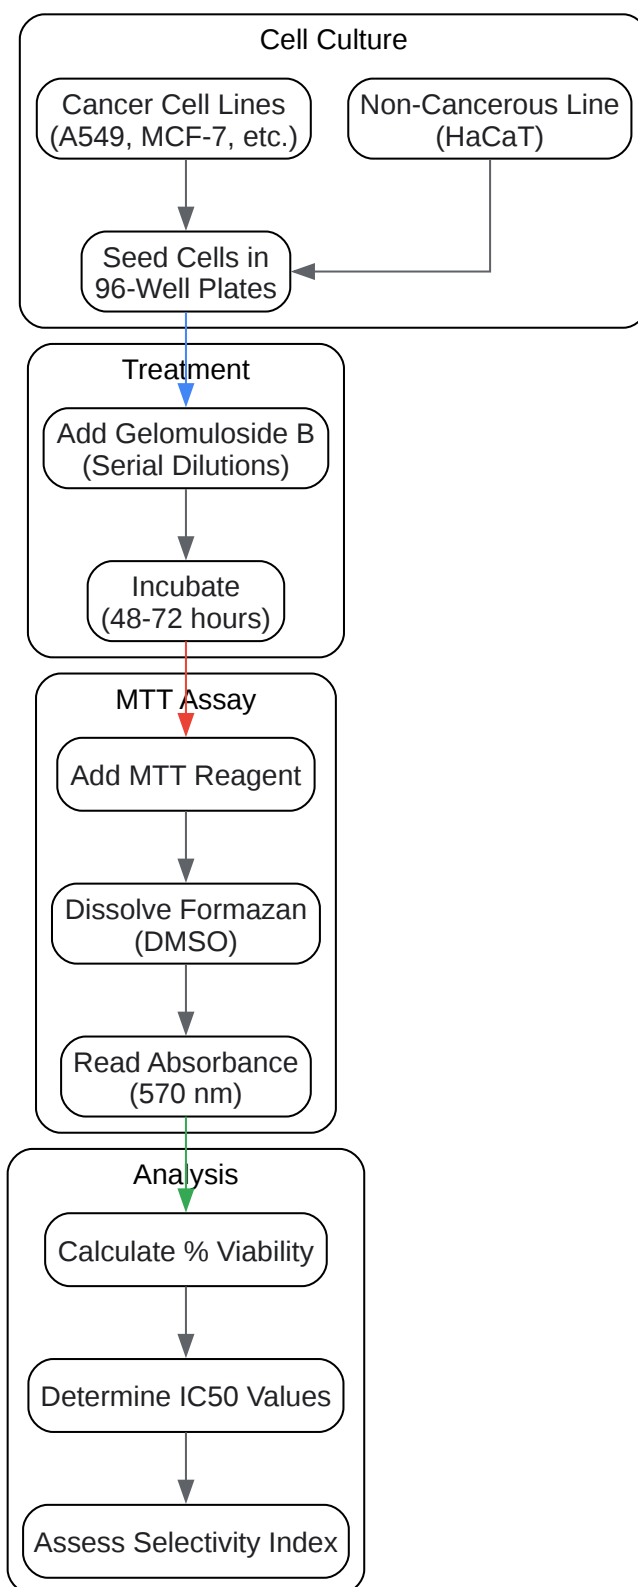 Cell Culture
Cancer Cell Lines
(A549, MCF-7, etc.)
Non-Cancerous Line
(HaCaT)
Seed Cells in
96-Well Plates
Treatment
Add Gelomuloside B
(Serial Dilutions)
Incubate
(48-72 hours)
MTT Assay
Add MTT Reagent
Dissolve Formazan
(DMSO)
Read Absorbance
(570 nm)
Analysis
Calculate % Viability
Determine IC50 Values
Assess Selectivity Index